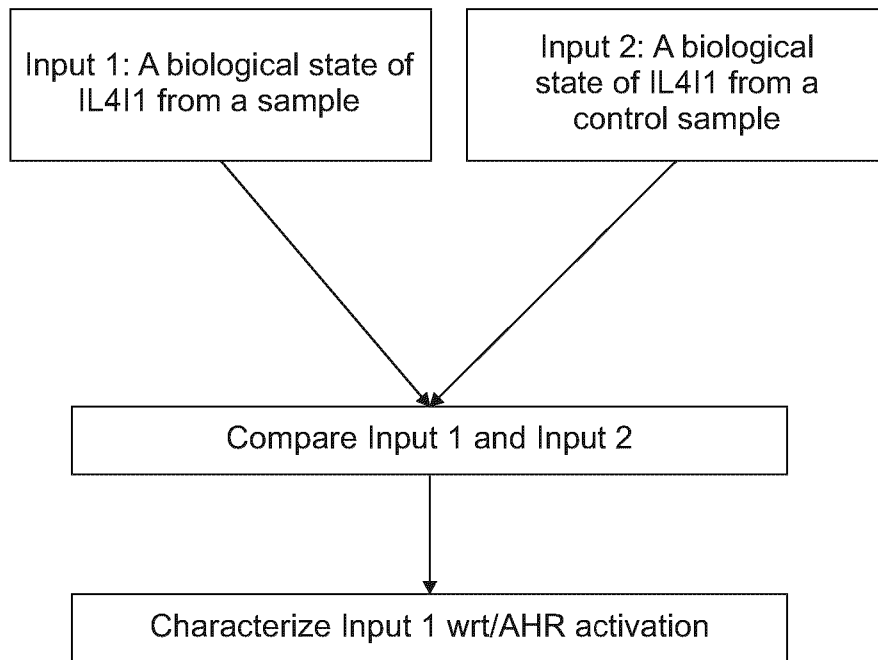 Input 1: A biological state of
IL4I1 from a sample
Input 2: A biological
state of IL4I1 from a
control sample
Compare Input 1 and Input 2
Characterize Input 1 wrt/AHR activation